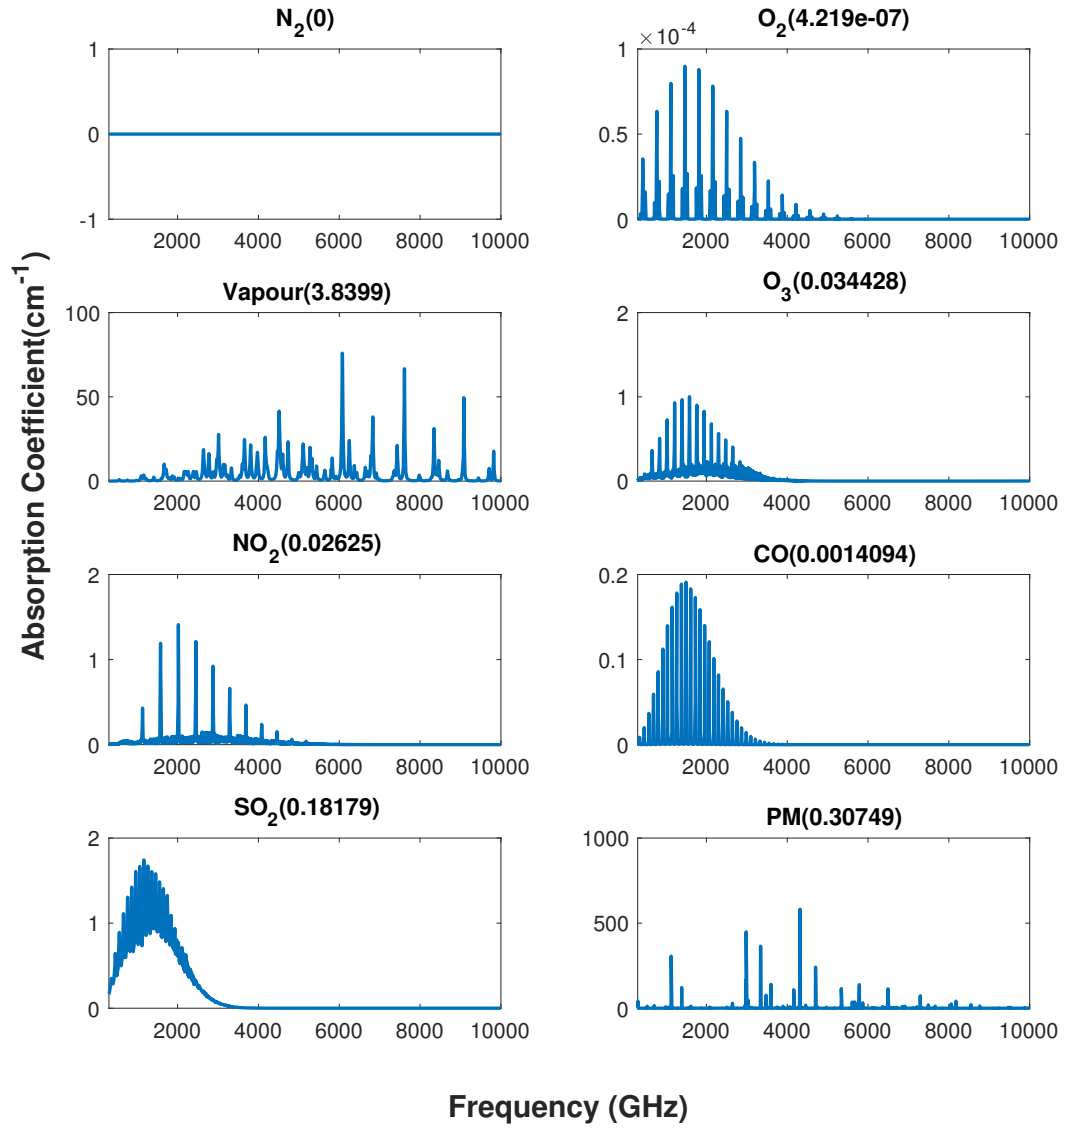 N2(0)
1
0
-1
2000 4000 6000 8000 10000
O2(4.219e-07)
×10-4
1
0.5
0
2000 4000 6000 8000 10000
Vapour(3.8399)
100
50
0
2000 4000 6000 8000 10000
O3(0.034428)
2
1
0
2000 4000 6000 8000 10000
NO2(0.02625)
2
1
0
2000 4000 6000 8000 10000
CO(0.0014094)
0.2
0.1
0
2000 4000 6000 8000 10000
SO2(0.18179)
2
1
0
2000 4000 6000 8000 10000
PM(0.30749)
1000
500
0
2000 4000 6000 8000 10000
Absorption Coefficient(cm-1)
Frequency (GHz)